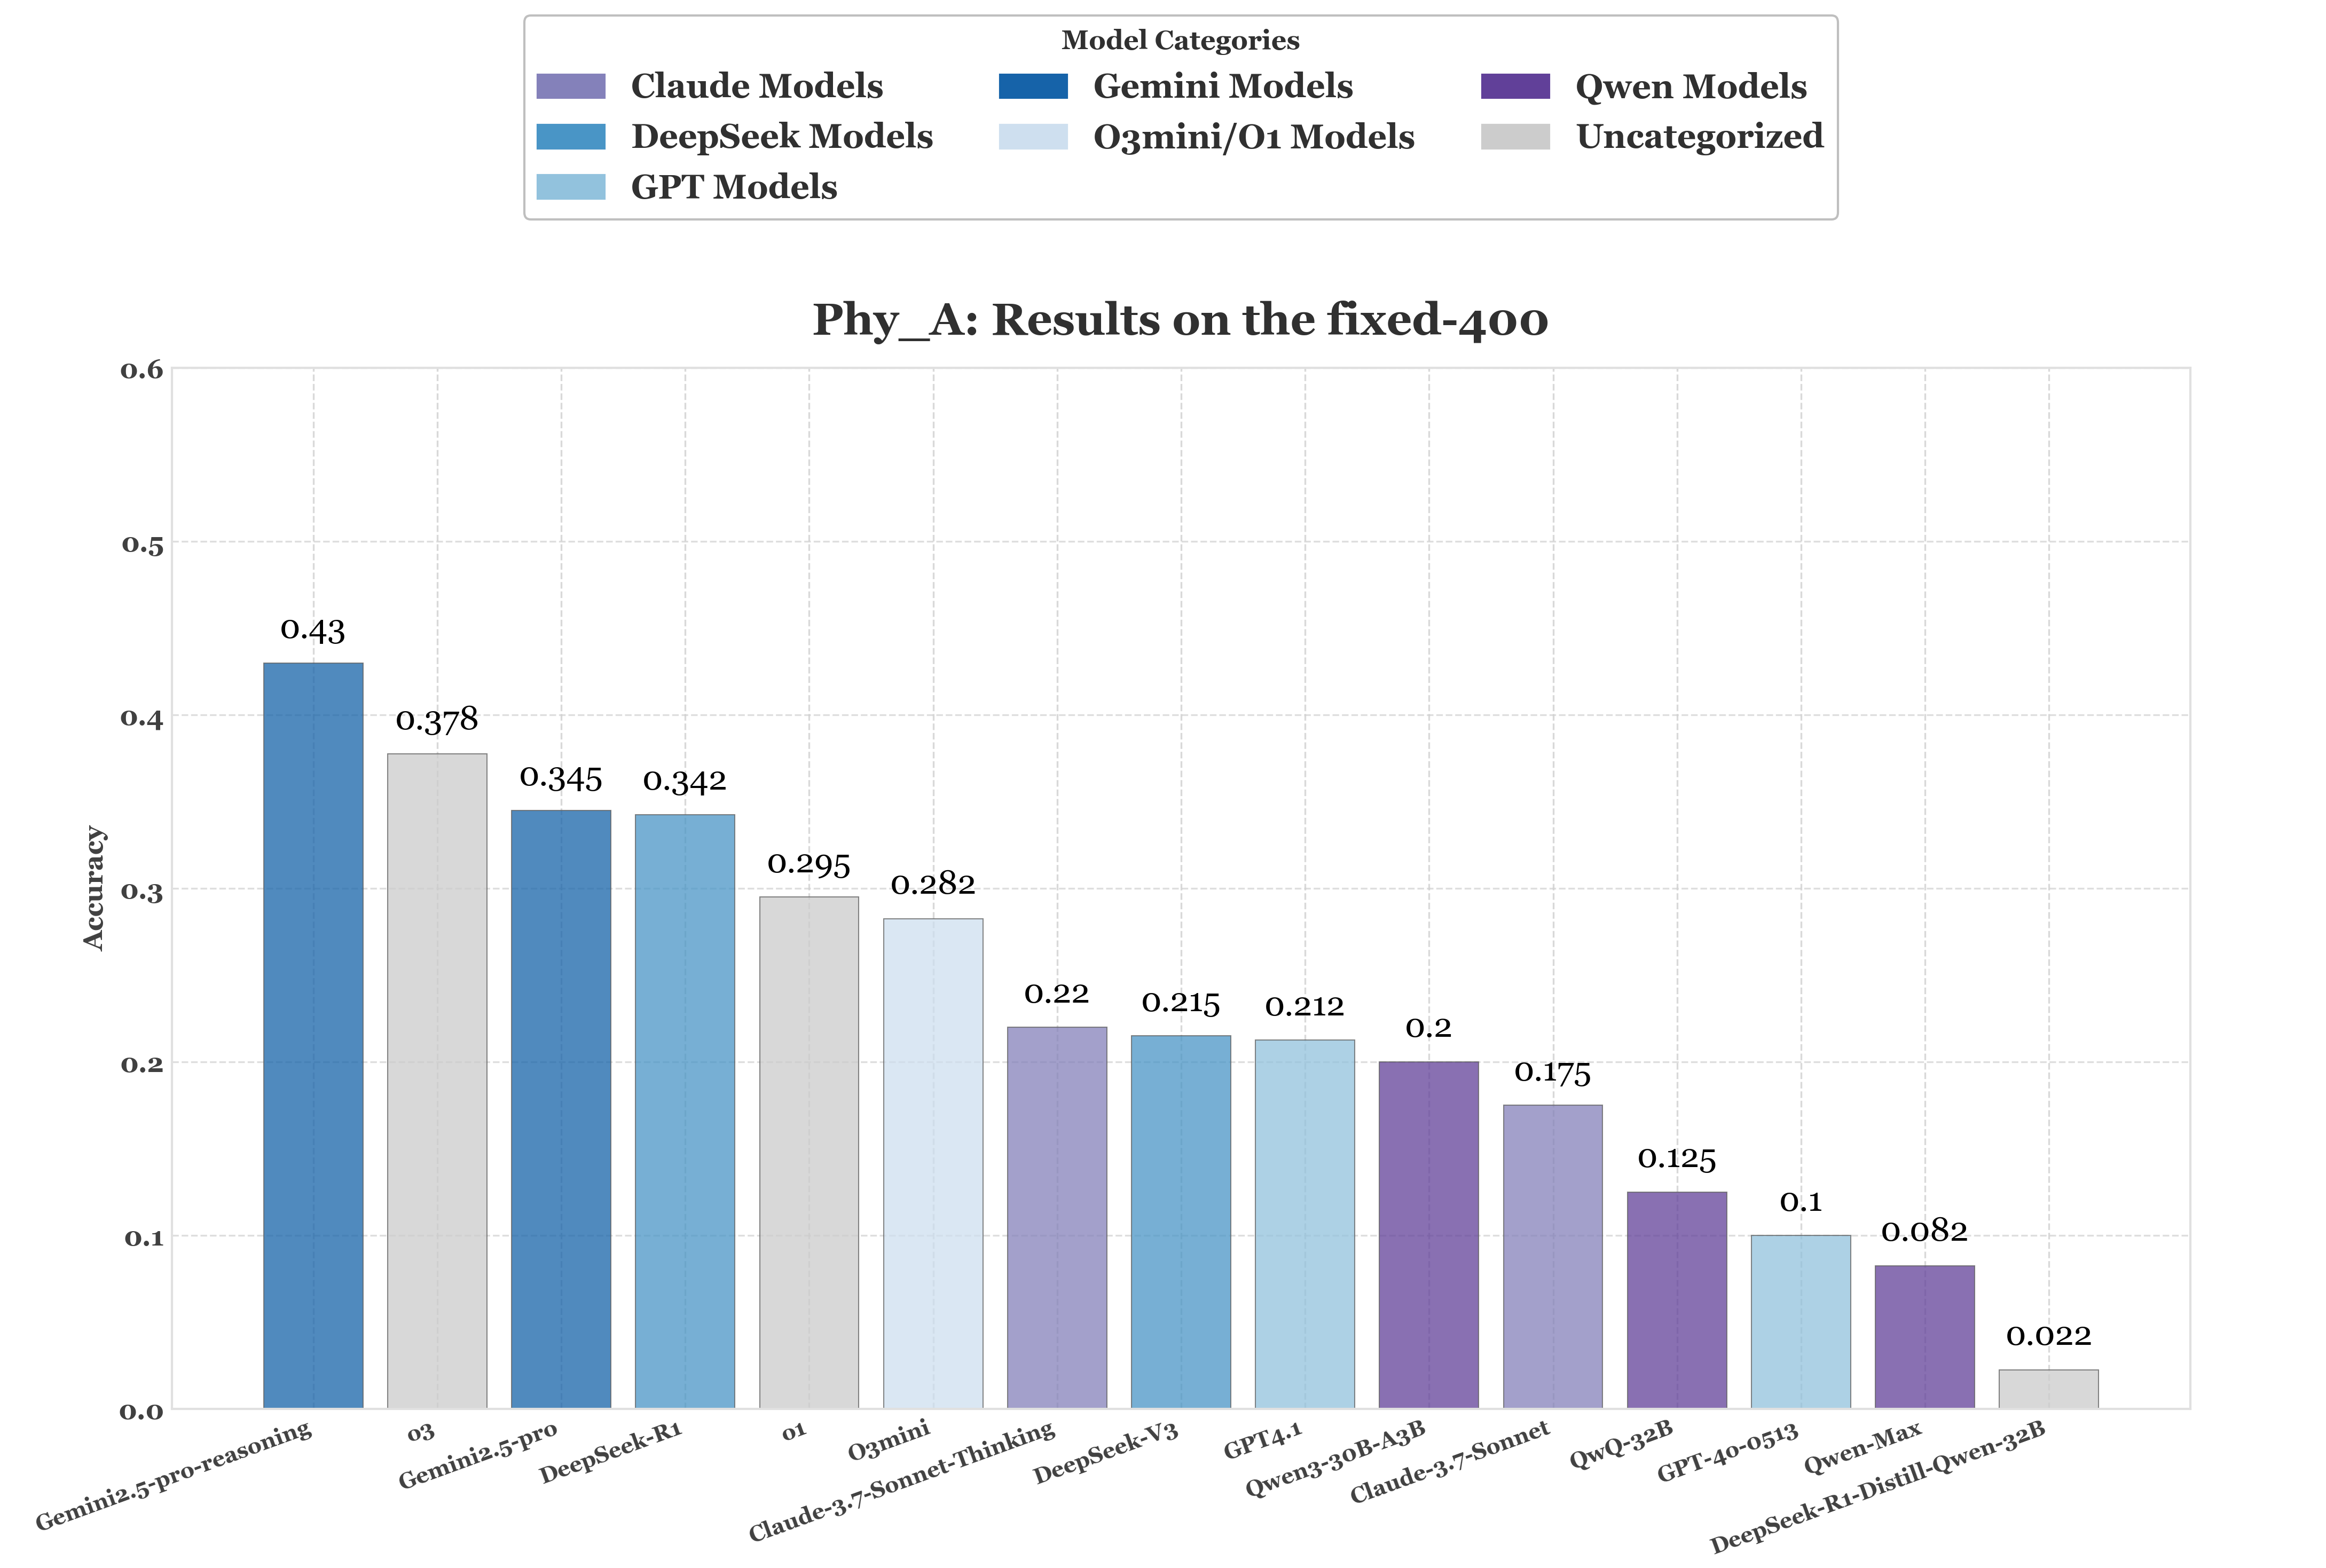 Model Categories
Claude Models
DeepSeek Models
GPT Models
Gemini Models
O3mini/O1 Models
Qwen Models
Uncategorized
Phy_A: Results on the fixed-400
Accuracy
0.6
0.5
0.4
0.3
0.2
0.1
0.0
0.43
0.378
0.345
0.342
0.295
0.282
0.22
0.215
0.212
0.2
0.175
0.125
0.1
0.082
0.022
Gemini2.5-pro-reasoning
o3
Gemini2.5-pro
DeepSeek-R1
o1
O3mini
Claude-3.7-Sonnet-Thinking
DeepSeek-V3
GPT4.1
Qwen3-30B-A3B
Claude-3.7-Sonnet
QwQ-32B
GPT-4o-0513
Qwen-Max
DeepSeek-R1-Distill-Qwen-32B